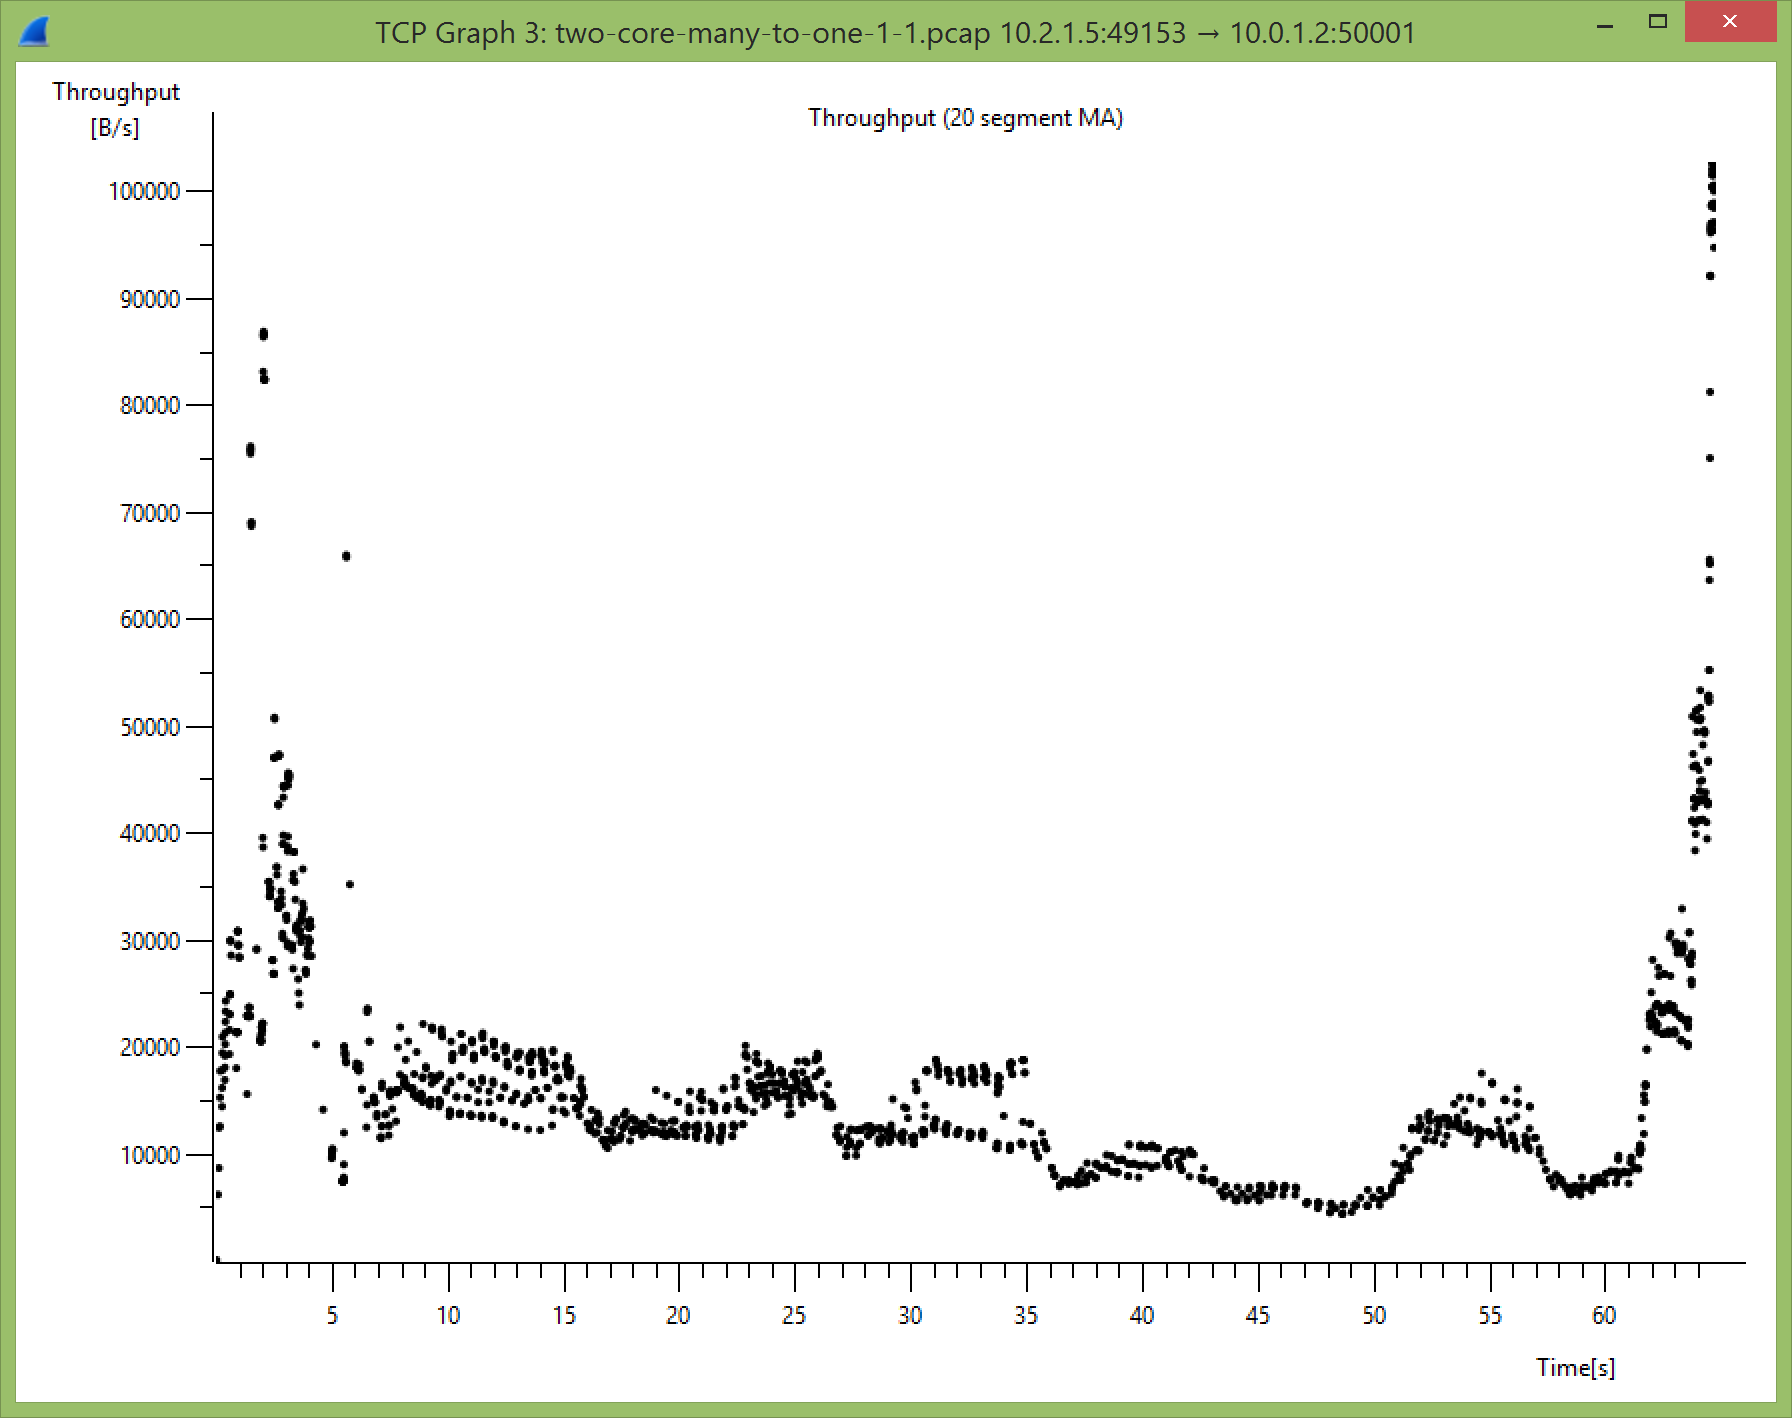 TCP Graph 3: two-core-many-to-one-1-1.pcap 10.2.1.5:49153 → 10.0.1.2:50001
Throughput
[B/s]
Throughput (20 segment MA)
100000
90000
80000
70000
60000
50000
40000
30000
20000
10000
5 10 15 20 25 30 35 40 45 50 55 60
Time[s]